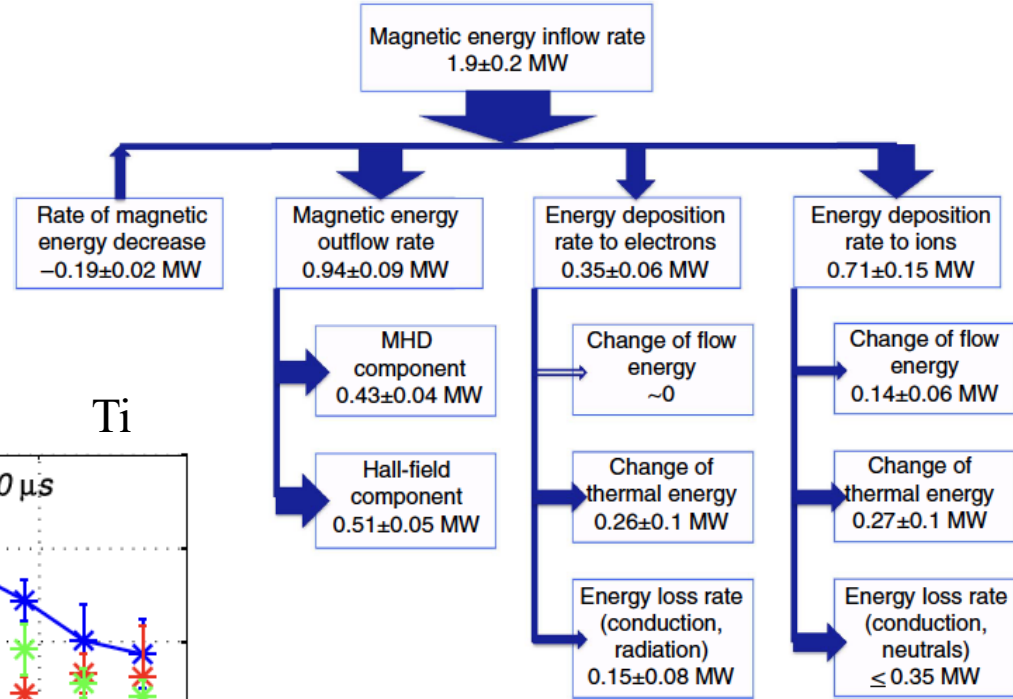 Magnetic energy inflow rate
1.9±0.2 MW
Rate of magnetic
energy decrease
−0.19±0.02 MW
Magnetic energy
outflow rate
0.94±0.09 MW
Energy deposition
rate to electrons
0.35±0.06 MW
Energy deposition
rate to ions
0.71±0.15 MW
MHD
component
0.43±0.04 MW
Change of flow
energy
~0
Change of flow
energy
0.14±0.06 MW
Hall-field
component
0.51±0.05 MW
Change of
thermal energy
0.26±0.1 MW
Change of
thermal energy
0.27±0.1 MW
Energy loss rate
(conduction,
radiation)
0.15±0.08 MW
Energy loss rate
(conduction,
neutrals)
≤ 0.35 MW
Ti
0 μs